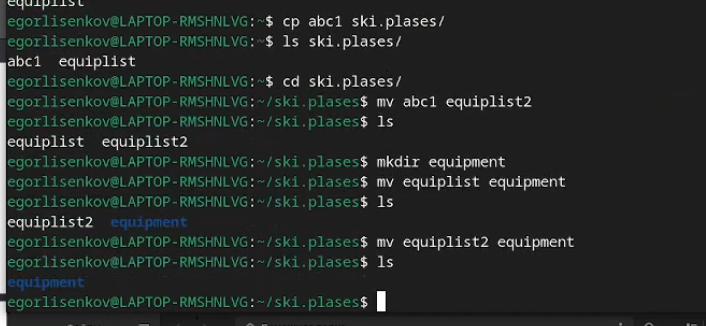 equiplist
egorlisenkov@LAPTOP-RMSHNLVG:~$ cp abc1 ski.plases/
egorlisenkov@LAPTOP-RMSHNLVG:~$ ls ski.plases/
abc1  equiplist
egorlisenkov@LAPTOP-RMSHNLVG:~$ cd ski.plases/
egorlisenkov@LAPTOP-RMSHNLVG:~/ski.plases$ mv abc1 equiplist2
egorlisenkov@LAPTOP-RMSHNLVG:~/ski.plases$ ls
equiplist  equiplist2
egorlisenkov@LAPTOP-RMSHNLVG:~/ski.plases$ mkdir equipment
egorlisenkov@LAPTOP-RMSHNLVG:~/ski.plases$ mv equiplist equipment
egorlisenkov@LAPTOP-RMSHNLVG:~/ski.plases$ ls
equiplist2  equipment
egorlisenkov@LAPTOP-RMSHNLVG:~/ski.plases$ mv equiplist2 equipment
egorlisenkov@LAPTOP-RMSHNLVG:~/ski.plases$ ls
equipment
egorlisenkov@LAPTOP-RMSHNLVG:~/ski.plases$